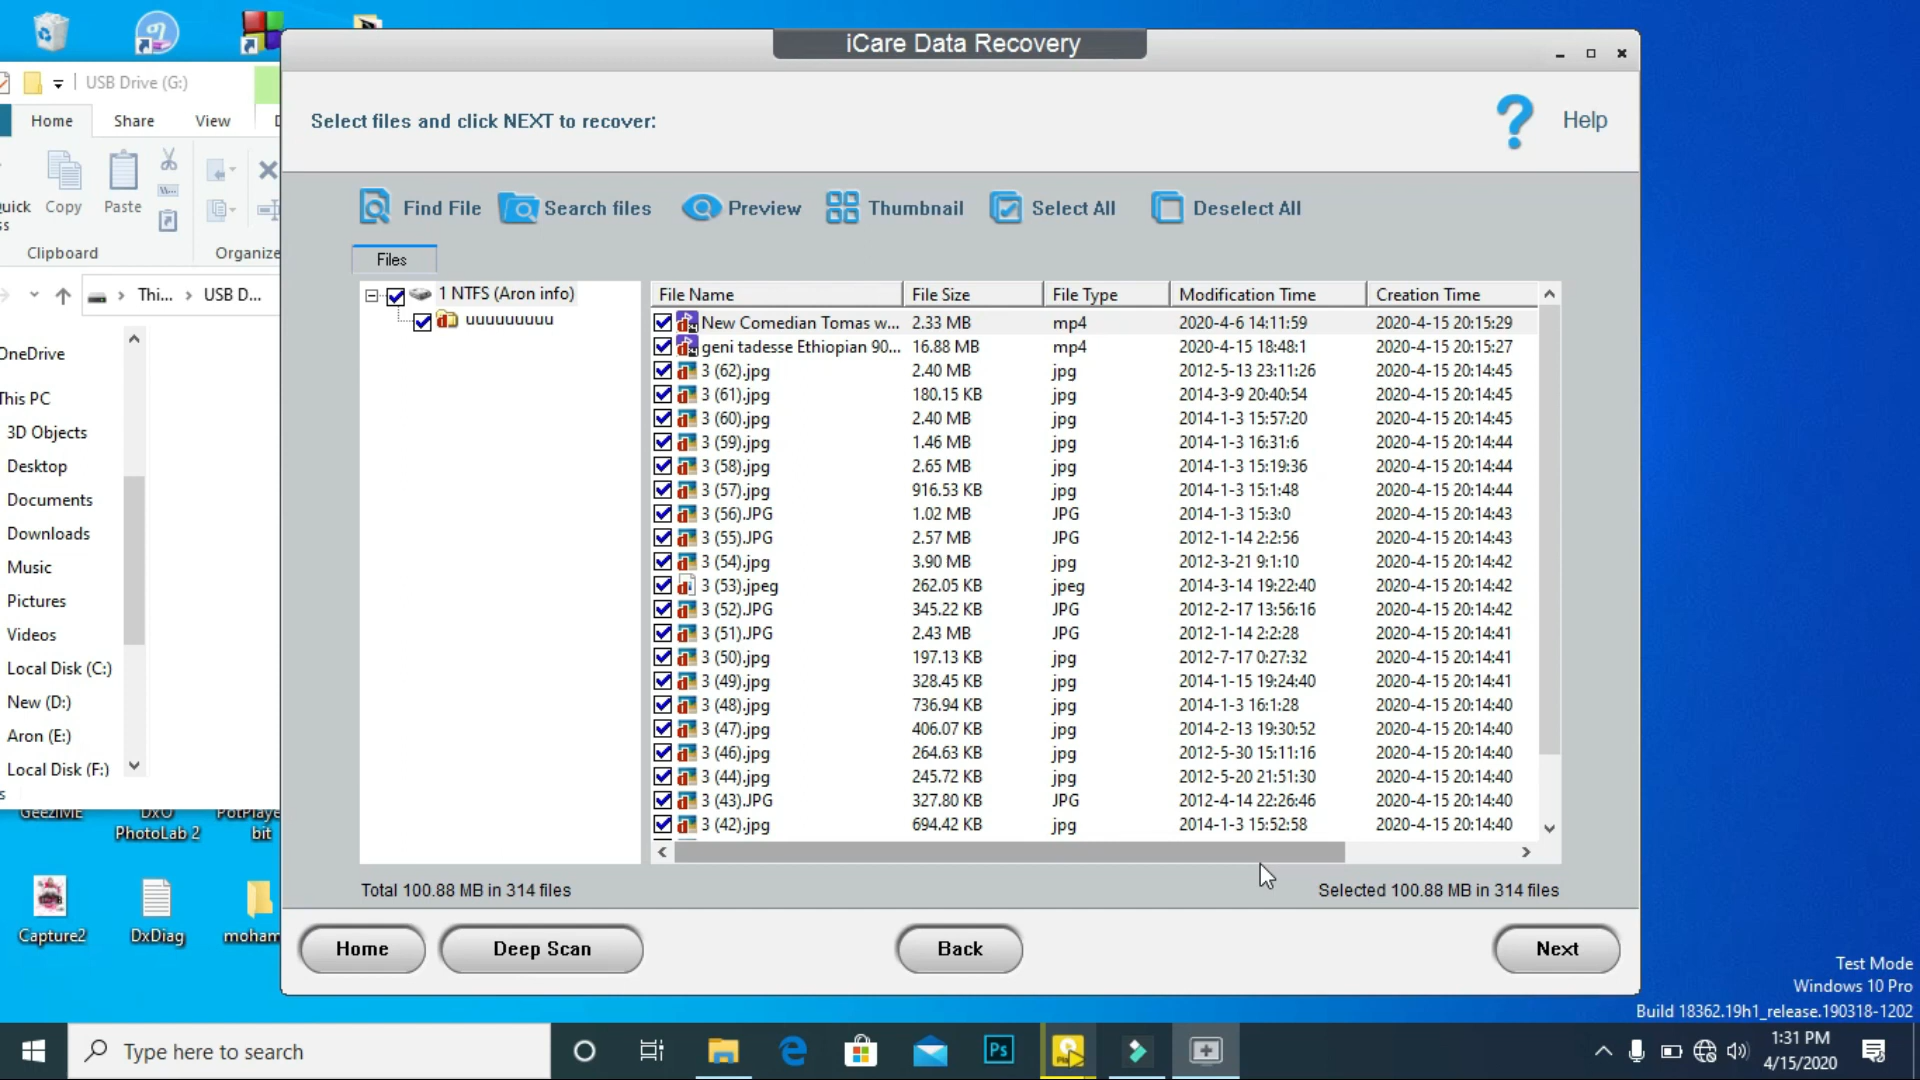 iCare Data Recovery
USB Drive (G:)
Home Share View
Select files and click NEXT to recover:
Help
Copy Paste
Clipboard
Organize
Find File Search files Preview Thumbnail Select All Deselect All
Files
Thi... USB D...
1 NTFS (Aron info)
uuuuuuuuu
File Name File Size File Type Modification Time Creation Time
New Comedian Tomas w... 2.33 MB mp4 2020-4-6 14:11:59 2020-4-15 20:15:29
geni tadesse Ethiopian 90... 16.88 MB mp4 2020-4-15 18:48:1 2020-4-15 20:15:27
3 (62).jpg 2.40 MB jpg 2012-5-13 23:11:26 2020-4-15 20:14:45
3 (61).jpg 180.15 KB jpg 2014-3-9 20:40:54 2020-4-15 20:14:45
3 (60).jpg 2.40 MB jpg 2014-1-3 15:57:20 2020-4-15 20:14:45
3 (59).jpg 1.46 MB jpg 2014-1-3 16:31:6 2020-4-15 20:14:44
3 (58).jpg 2.65 MB jpg 2014-1-3 15:19:36 2020-4-15 20:14:44
3 (57).jpg 916.53 KB jpg 2014-1-3 15:1:48 2020-4-15 20:14:44
3 (56).JPG 1.02 MB JPG 2014-1-3 15:3:0 2020-4-15 20:14:43
3 (55).JPG 2.57 MB JPG 2012-1-14 2:2:56 2020-4-15 20:14:43
3 (54).jpg 3.90 MB jpg 2012-3-21 9:1:10 2020-4-15 20:14:42
3 (53).jpeg 262.05 KB jpeg 2014-3-14 19:22:40 2020-4-15 20:14:42
3 (52).JPG 345.22 KB JPG 2012-2-17 13:56:16 2020-4-15 20:14:42
3 (51).JPG 2.43 MB JPG 2012-1-14 2:2:28 2020-4-15 20:14:41
3 (50).jpg 197.13 KB jpg 2012-7-17 0:27:32 2020-4-15 20:14:41
3 (49).jpg 328.45 KB jpg 2014-1-15 19:24:40 2020-4-15 20:14:41
3 (48).jpg 736.94 KB jpg 2014-1-3 16:1:28 2020-4-15 20:14:40
3 (47).jpg 406.07 KB jpg 2014-2-13 19:30:52 2020-4-15 20:14:40
3 (46).jpg 264.63 KB jpg 2012-5-30 15:11:16 2020-4-15 20:14:40
3 (44).jpg 245.72 KB jpg 2012-5-20 21:51:30 2020-4-15 20:14:40
3 (43).JPG 327.80 KB JPG 2012-4-14 22:26:46 2020-4-15 20:14:40
3 (42).jpg 694.42 KB jpg 2014-1-3 15:52:58 2020-4-15 20:14:40
OneDrive
This PC
3D Objects
Desktop
Documents
Downloads
Music
Pictures
Videos
Local Disk (C:)
New (D:)
Aron (E:)
Local Disk (F:)
DxO
PhotoLab 2
PotPlaye
bit
Capture2
DxDiag
moham
Total 100.88 MB in 314 files Selected 100.88 MB in 314 files
Home Deep Scan Back Next
Test Mode
Windows 10 Pro
Build 18362.19h1_release.190318-1202
Type here to search
Ps
1:31 PM
4/15/2020